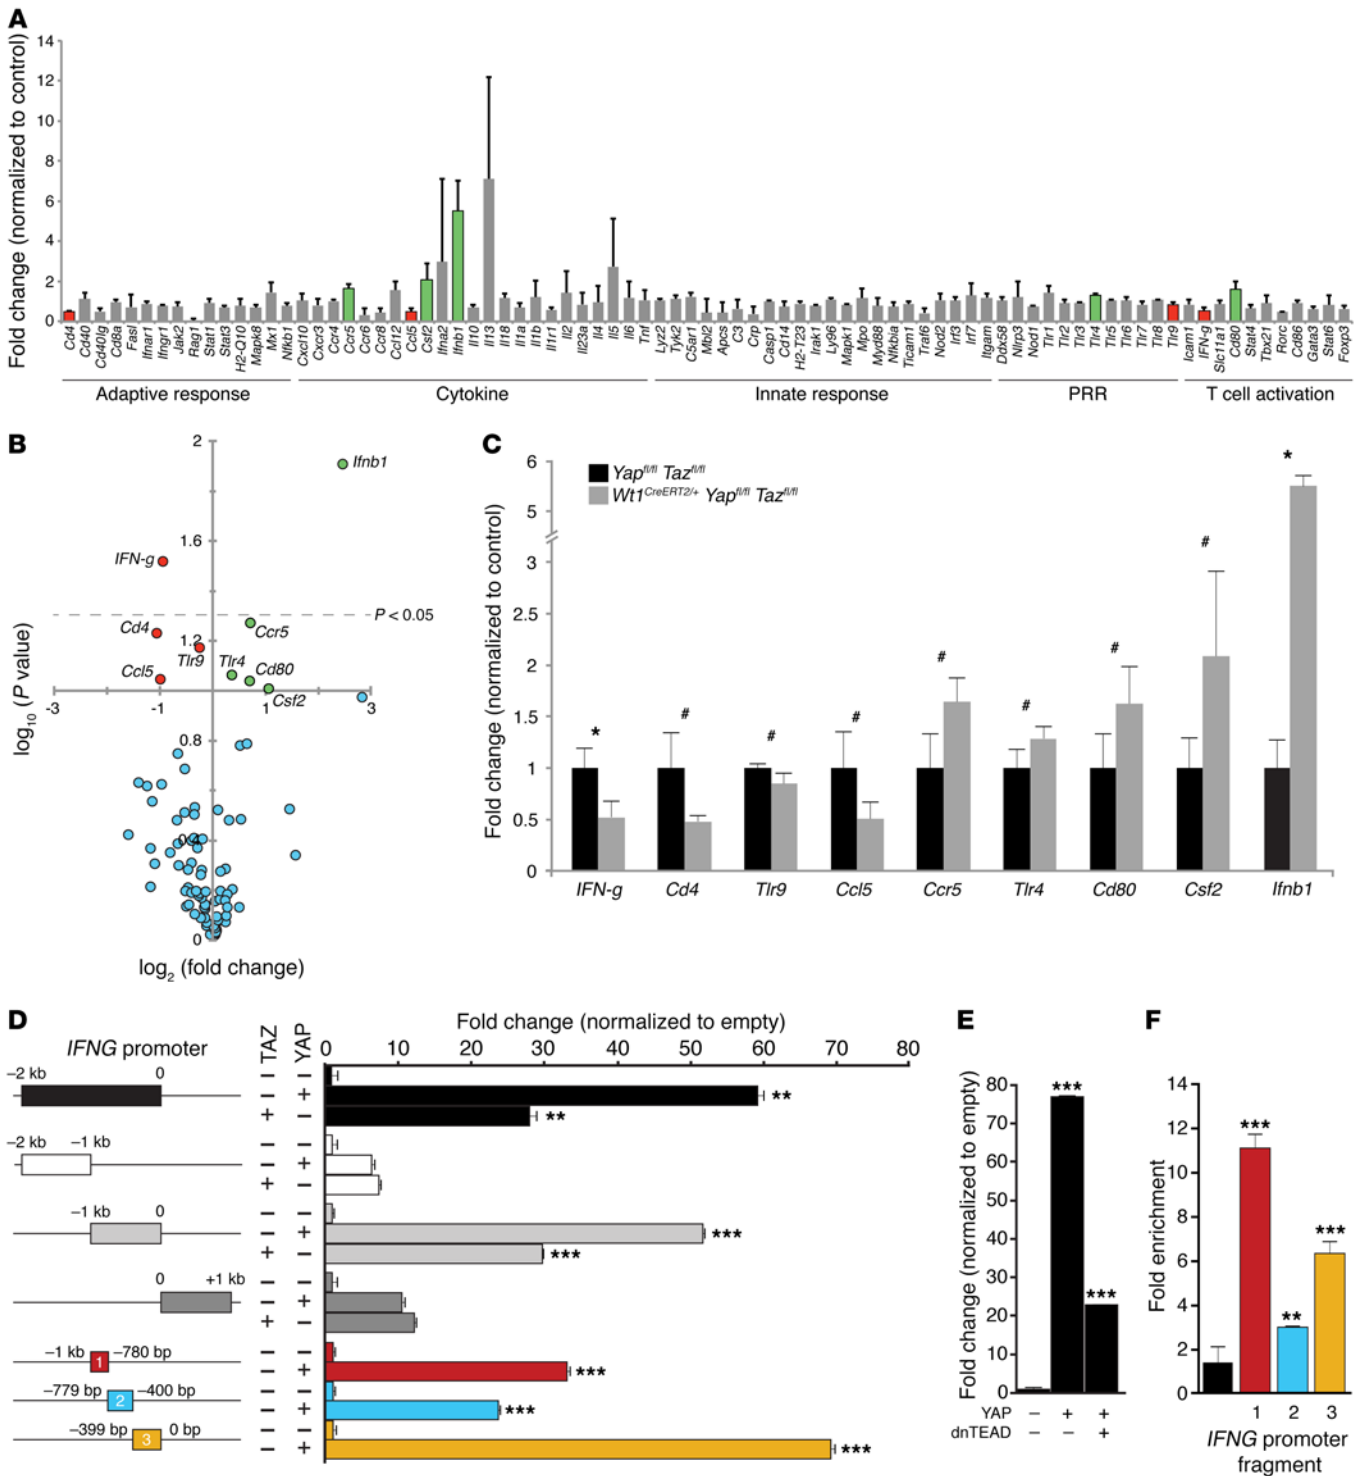 A
Fold change (normalized to control)
14
12
10
8
6
4
2
0
Cd4 Cd40 Cd40lg Cd8a Fasl Ifnar1 Ifngr1 Jak2 Rag1 Stat1 Stat3 H2-Q10 Mapk8 Mx1 Nfkb1 Cxcl10 Cxcr3 Ccr4 Ccr5 Ccr6 Ccr8 Ccl12 Ccl5 Csf2 Ifna2 Ifnb1 Il10 Il13 Il18 Il1a Il1b Il1r1 Il2 Il23a Il4 Il5 Il6 Tnf Lyz2 Tyk2 C5ar1 Mbl2 Apcs C3 Crp Casp1 Cd14 H2-T23 Irak1 Ly96 Mapk1 Mpo Myd88 Nfkbia Ticam1 Traf6 Nod2 Irf3 Irf7 Itgam Ddx58 Nlrp3 Nod1 Tlr1 Tlr2 Tlr3 Tlr4 Tlr5 Tlr6 Tlr7 Tlr8 Tlr9 Icam1 IFN-g Slc11a1 Cd80 Stat4 Tbx21 Rorc Cd86 Gata3 Stat6 Foxp3
Adaptive response Cytokine Innate response PRR T cell activation
B
log10 (P value)
2
Ifnb1
1.6
IFN-g
P < 0.05
Cd4
Ccr5
1.2
Tlr9 Tlr4 Cd80
Ccl5
Csf2
-3 -1 1 3
0.8
0.4
0
log2 (fold change)
C
Yapfl/fl Tazfl/fl
Wt1CreERT2/+ Yapfl/fl Tazfl/fl
Fold change (normalized to control)
6
5
3
2.5
2
1.5
1
0.5
0
* # # # # # # # *
IFN-g Cd4 Tlr9 Ccl5 Ccr5 Tlr4 Cd80 Csf2 Ifnb1
D
Fold change (normalized to empty)
IFNG promoter
TAZ YAP
0 10 20 30 40 50 60 70 80
−2 kb 0
− −
− + **
+ − **
−2 kb −1 kb
− −
− +
+ −
−1 kb 0
− −
− + ***
+ − ***
0 +1 kb
− −
− +
+ −
−1 kb 1 −780 bp
− −
− + ***
−779 bp 2 −400 bp
− −
− + ***
−399 bp 3 0 bp
− −
− + ***
E
Fold change (normalized to empty)
80
70
60
50
40
30
20
10
0
*** ***
YAP − + +
dnTEAD − − +
F
Fold enrichment
14
12
10
8
6
4
2
0
*** ** ***
1 2 3
IFNG promoter
fragment